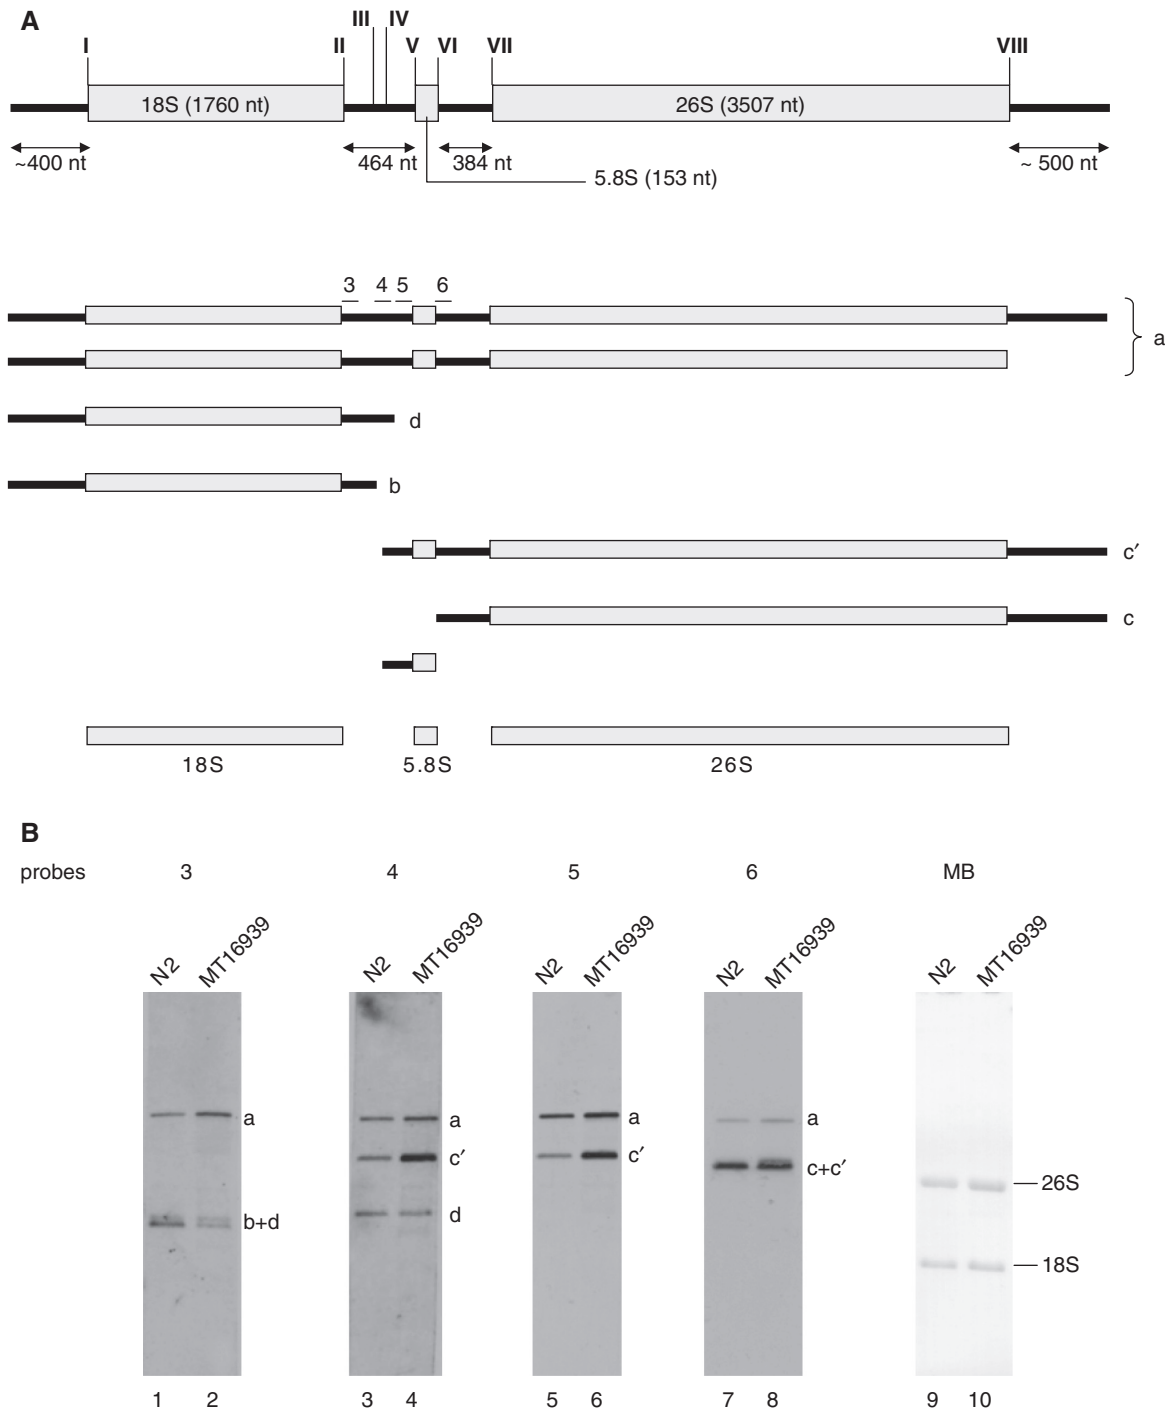 A
III IV
I II V VI VII VIII
18S (1760 nt) 26S (3507 nt)
~400 nt 464 nt 384 nt ~ 500 nt
5.8S (153 nt)
3 4 5 6
a
d
b
c′
c
18S 5.8S 26S
B
probes 3 4 5 6 MB
N2 MT16939 N2 MT16939 N2 MT16939 N2 MT16939 N2 MT16939
a a a a
c′ c′ c+c′ 26S
b+d d
18S
1 2 3 4 5 6 7 8 9 10